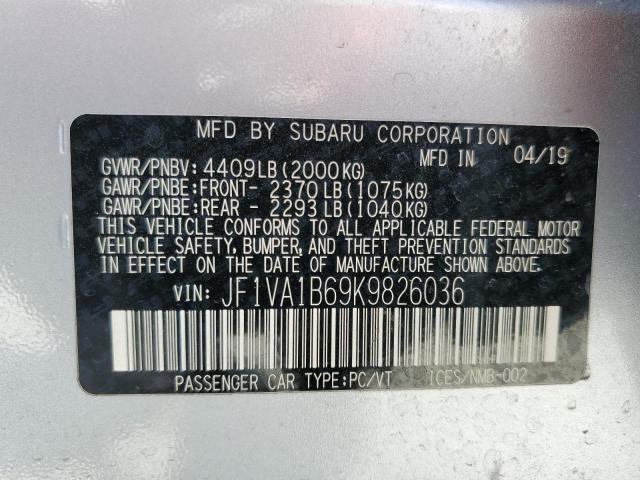 MFD BY SUBARU CORPORATION
MFD IN 04/19
GVWR/PNBV: 4409LB(2000KG)
GAWR/PNBE:FRONT- 2370LB(1075KG)
GAWR/PNBE:REAR - 2293LB(1040KG)
THIS VEHICLE CONFORMS TO ALL APPLICABLE FEDERAL MOTOR
VEHICLE SAFETY, BUMPER, AND THEFT PREVENTION STANDARDS
IN EFFECT ON THE DATE OF MANUFACTURE SHOWN ABOVE.
VIN: JF1VA1B69K9826036
PASSENGER CAR TYPE:PC/VT ICES/NMB-002